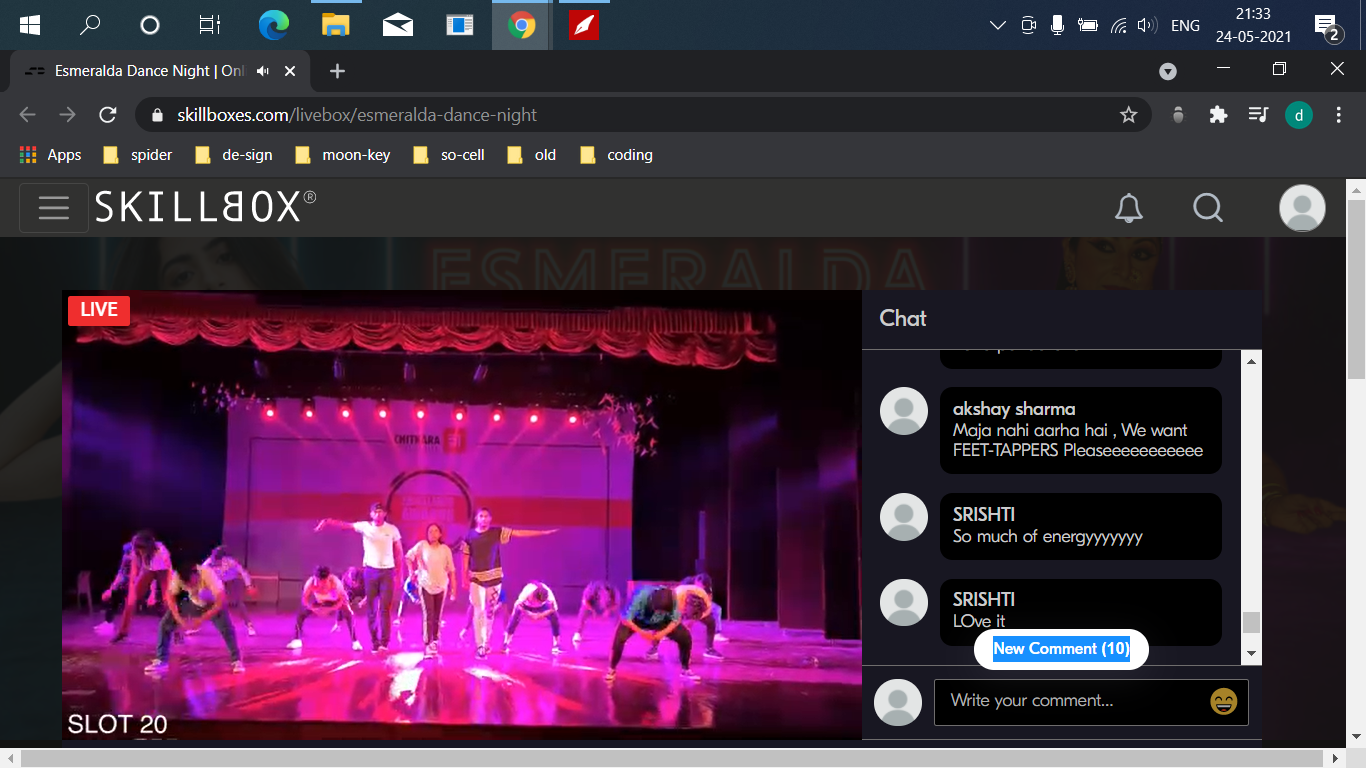 21:33
ENG
24-05-2021
2
Esmeralda Dance Night | Onl
skillboxes.com/livebox/esmeralda-dance-night
d
Apps
spider
de-sign
moon-key
so-cell
old
coding
SKILLBOX®
ESMERALDA
LIVE
CHITKARA
SLOT 20
Chat
akshay sharma
Maja nahi aarha hai , We want
FEET-TAPPERS Pleaseeeeeeeeeee
SRISHTI
So much of energyyyyyyy
SRISHTI
LOve it
New Comment (10)
Write your comment...